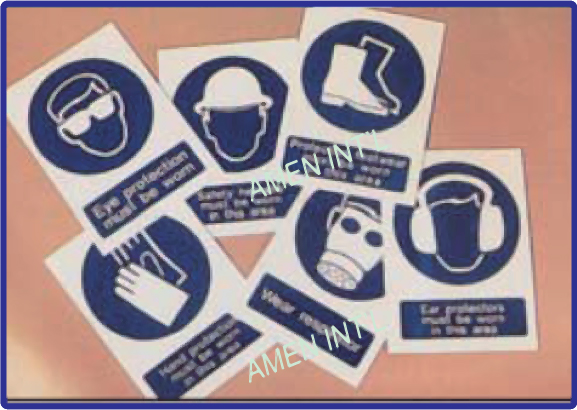 Eye protection
must be worn
Safety
must be worn
in this area
Protective footwear
must be worn
in this area
Hand protection
must be worn
in this area
Wear respirator
Ear protectors
must be worn
in this area
AMEN INT'L
AMEN INT'